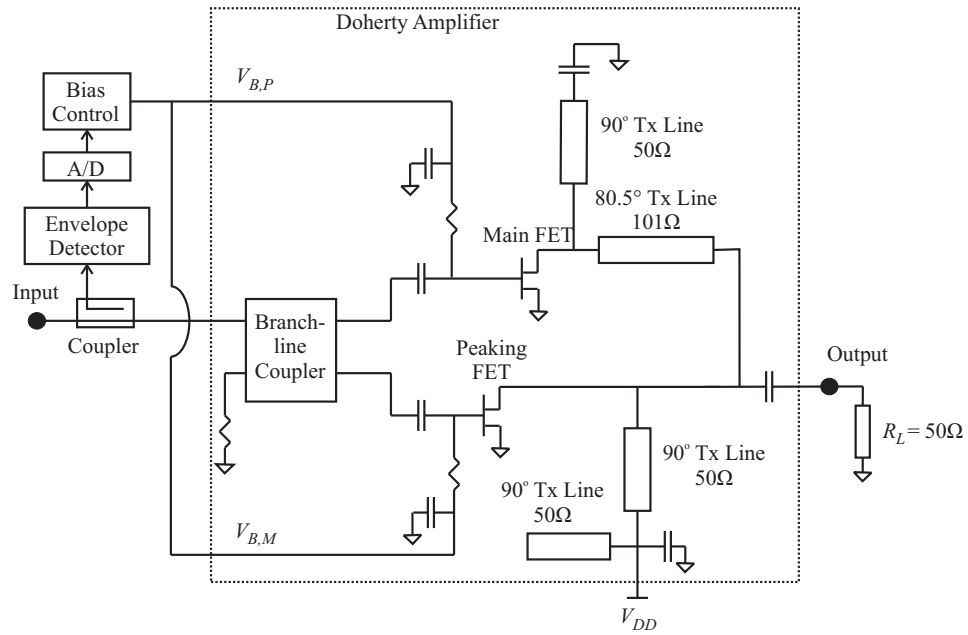 Doherty Amplifier
V_{B,P}
Bias
Control
A/D
Envelope
Detector
Input
Coupler
Branch-
line
Coupler
90° Tx Line
50Ω
80.5° Tx Line
101Ω
Main FET
Peaking
FET
Output
R_L = 50Ω
90° Tx Line
50Ω
90° Tx Line
50Ω
V_{B,M}
V_{DD}